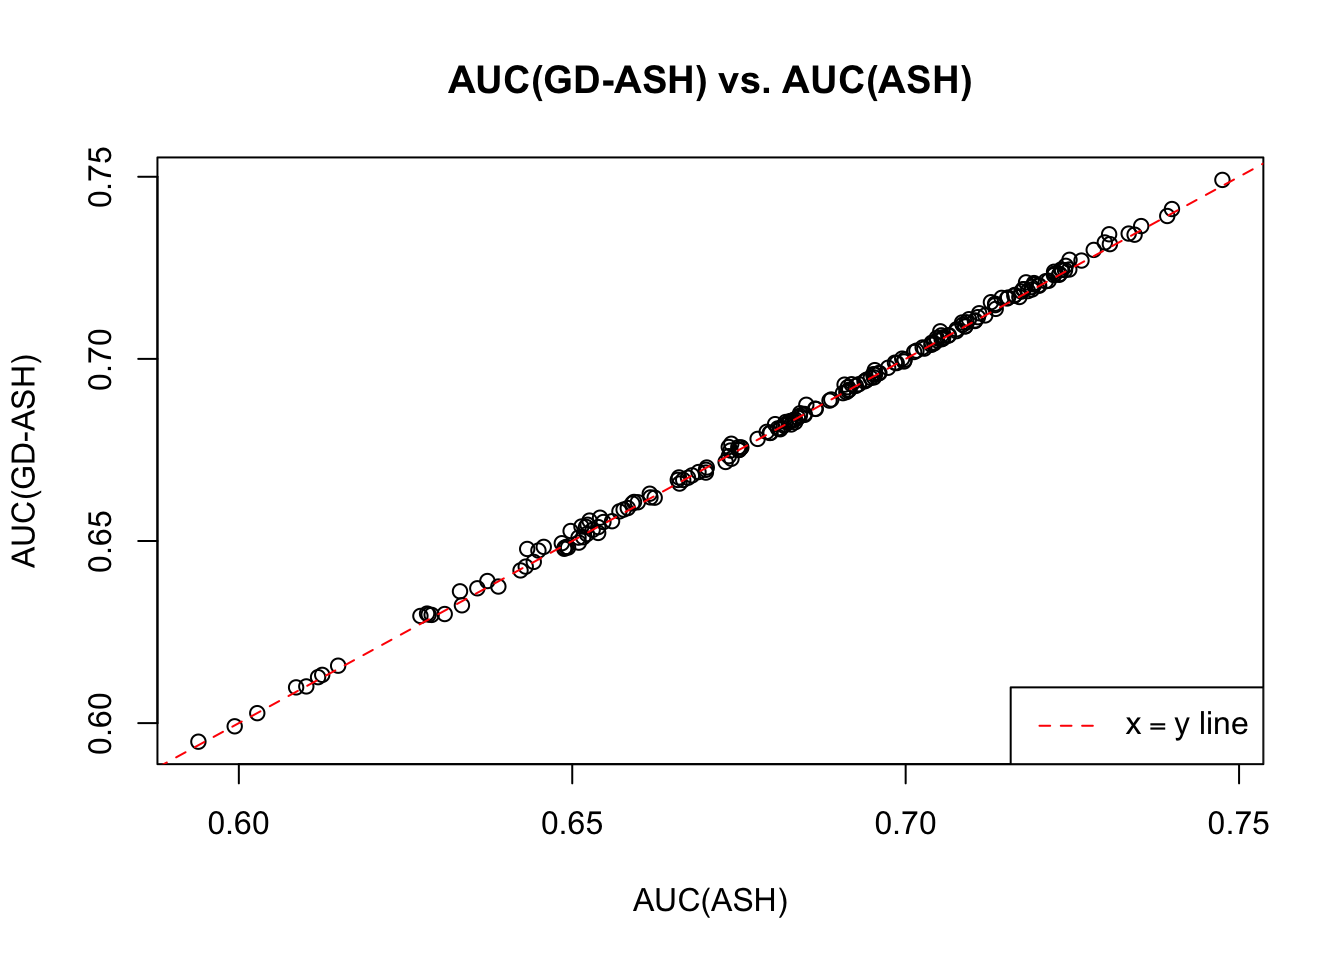 AUC(GD-ASH) vs. AUC(ASH)
AUC(GD-ASH)
0.75
0.70
0.65
0.60
x = y line
0.60 0.65 0.70 0.75
AUC(ASH)